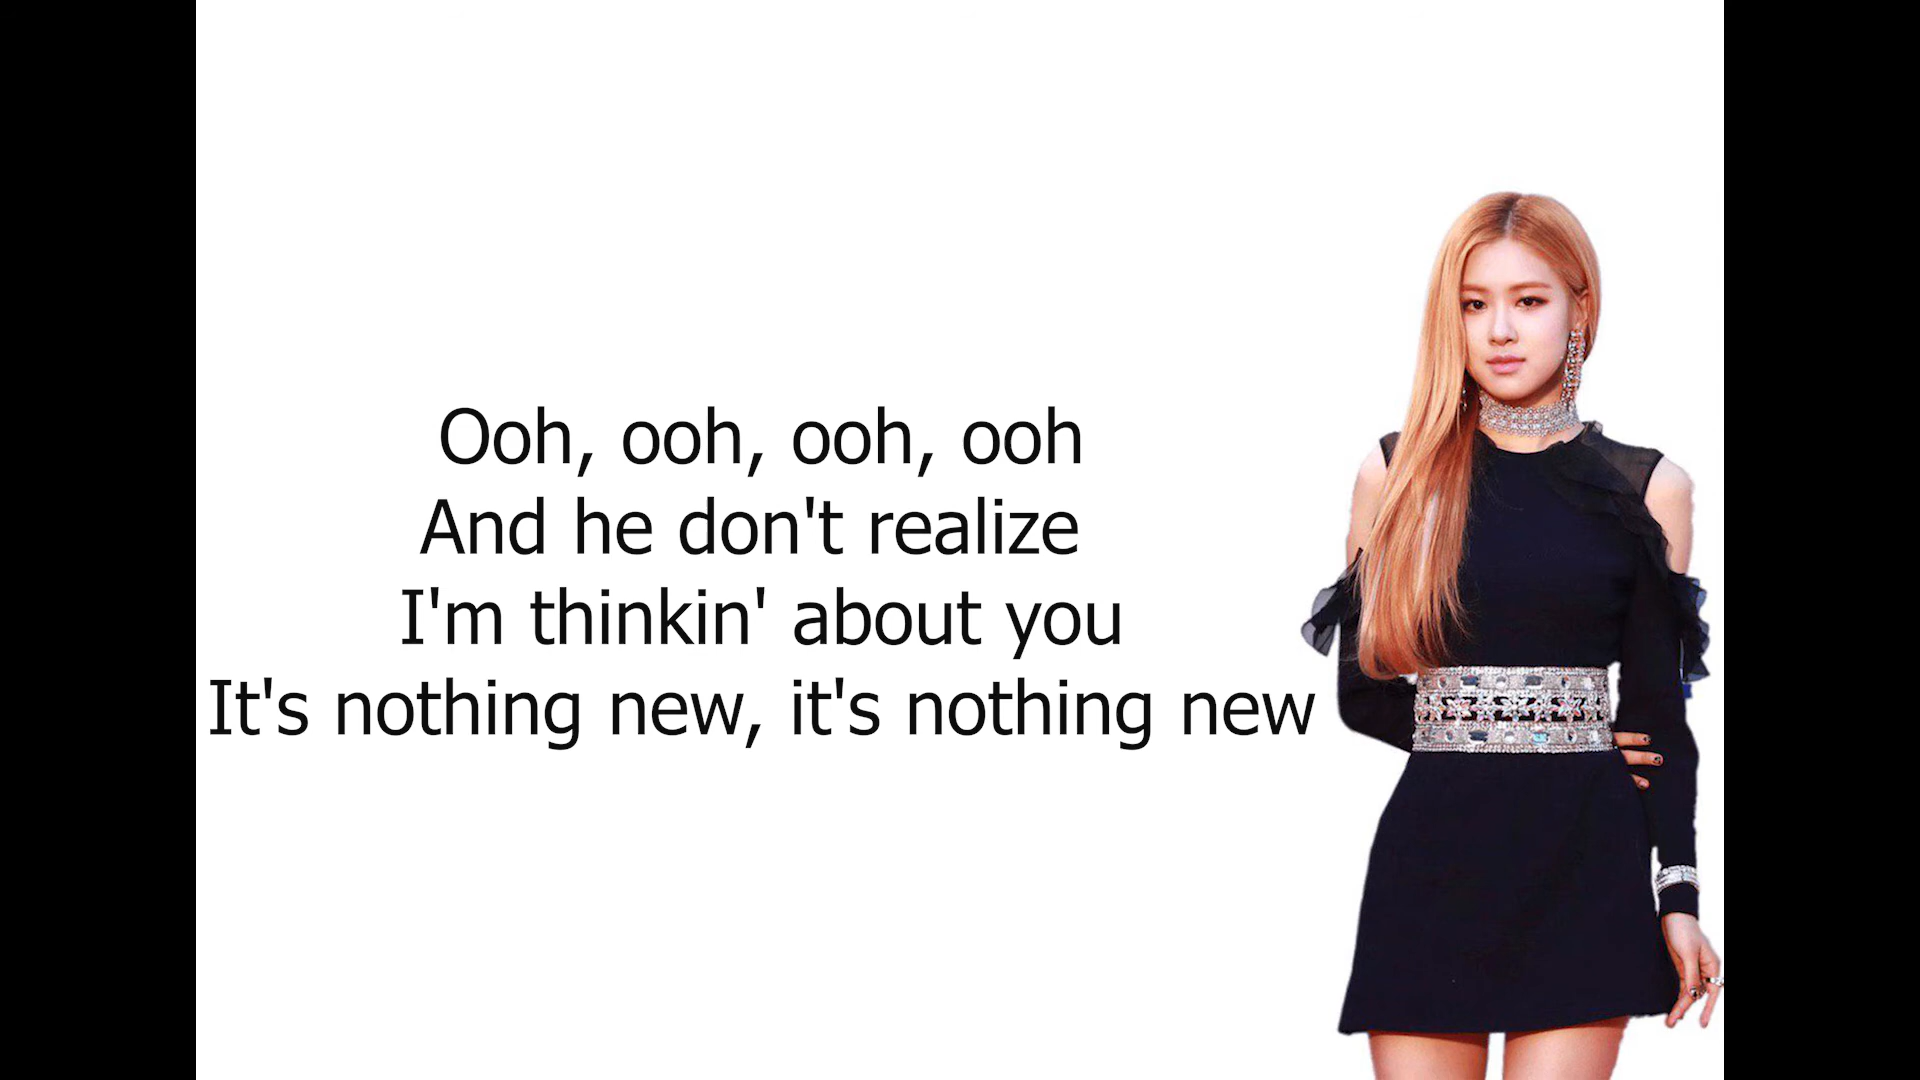 Ooh, ooh, ooh, ooh
And he don't realize
I'm thinkin' about you
It's nothing new, it's nothing new